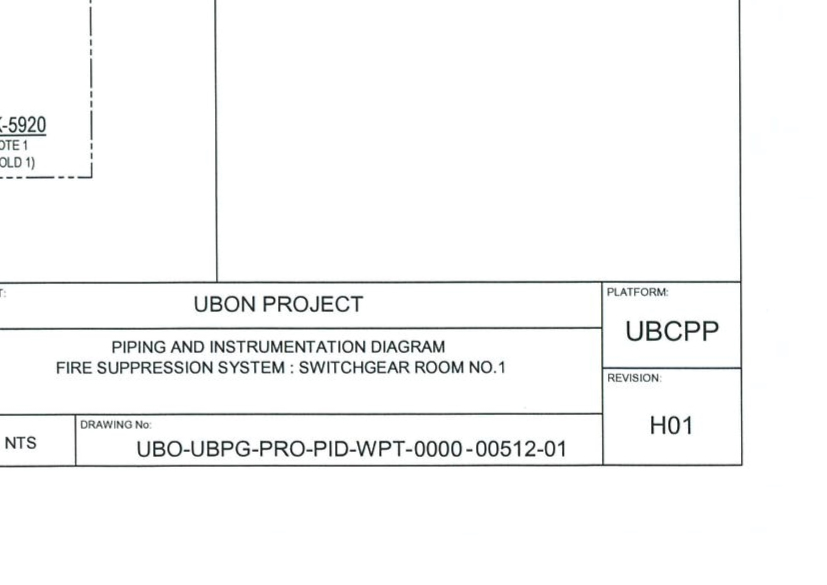 -5920
OTE 1
OLD 1)
T:
UBON PROJECT
PLATFORM:
UBCPP
PIPING AND INSTRUMENTATION DIAGRAM
FIRE SUPPRESSION SYSTEM : SWITCHGEAR ROOM NO.1
REVISION:
H01
NTS
DRAWING No:
UBO-UBPG-PRO-PID-WPT-0000-00512-01